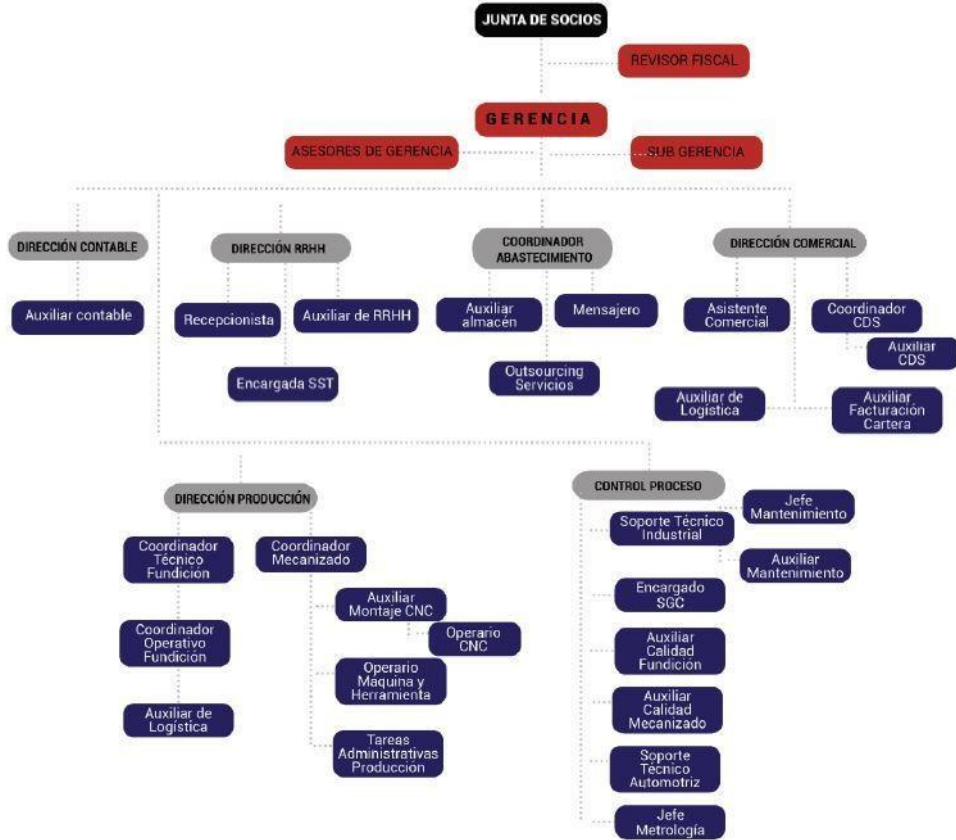 JUNTA DE SOCIOS
REVISOR FISCAL
GERENCIA
ASESORES DE GERENCIA
SUB GERENCIA
DIRECCIÓN CONTABLE
DIRECCIÓN RRHH
COORDINADOR
ABASTECIMIENTO
DIRECCIÓN COMERCIAL
Auxiliar contable
Recepcionista
Auxiliar de RRHH
Encargada SST
Auxiliar
almacén
Mensajero
Outsourcing
Servicios
Asistente
Comercial
Coordinador
CDS
Auxiliar
CDS
Auxiliar de
Logística
Auxiliar
Facturación
Cartera
DIRECCIÓN PRODUCCIÓN
CONTROL PROCESO
Coordinador
Técnico
Fundición
Coordinador
Operativo
Fundición
Auxiliar de
Logística
Coordinador
Mecanizado
Auxiliar
Montaje CNC
Operario
CNC
Operario
Maquina y
Herramienta
Tareas
Administrativas
Producción
Soporte Técnico
Industrial
Jefe
Mantenimiento
Auxiliar
Mantenimiento
Encargado
SGC
Auxiliar
Calidad
Fundición
Auxiliar
Calidad
Mecanizado
Soporte
Técnico
Automotriz
Jefe
Metrología